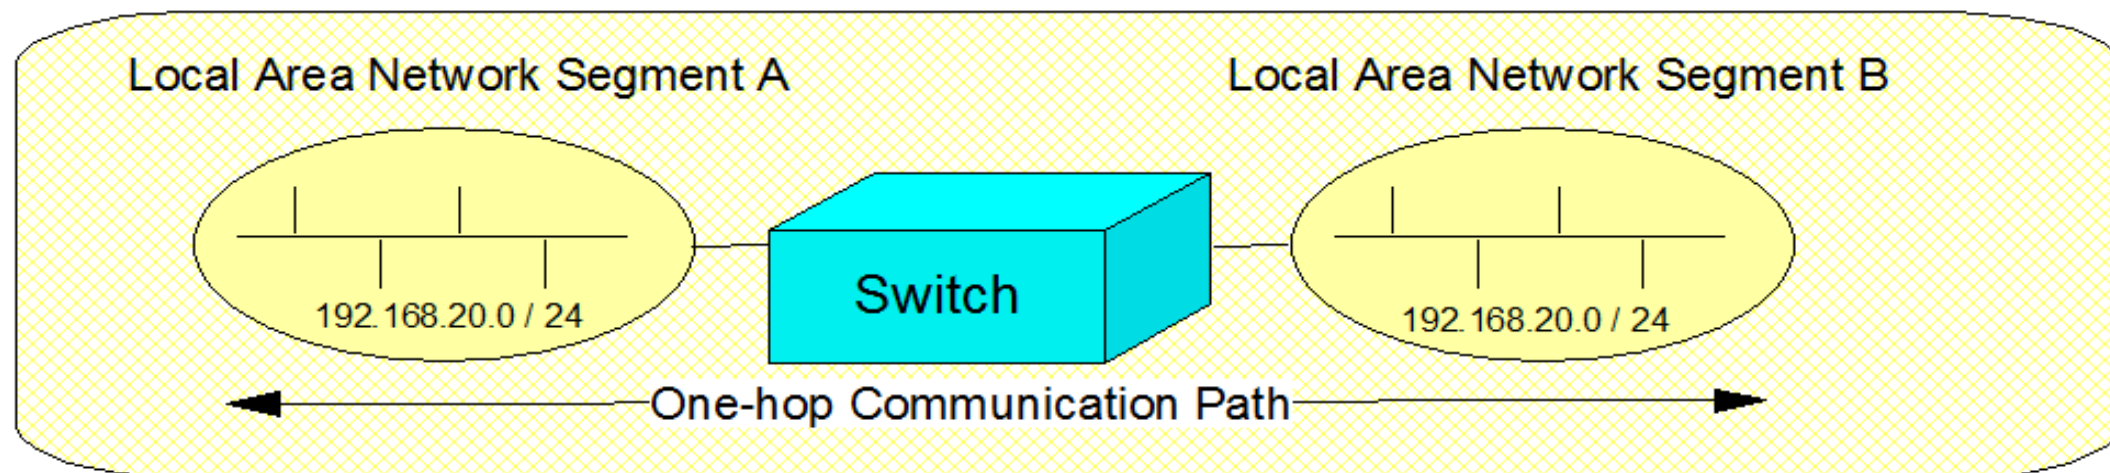 Local Area Network Segment A
Local Area Network Segment B
192.168.20.0 / 24
Switch
192.168.20.0 / 24
One-hop Communication Path